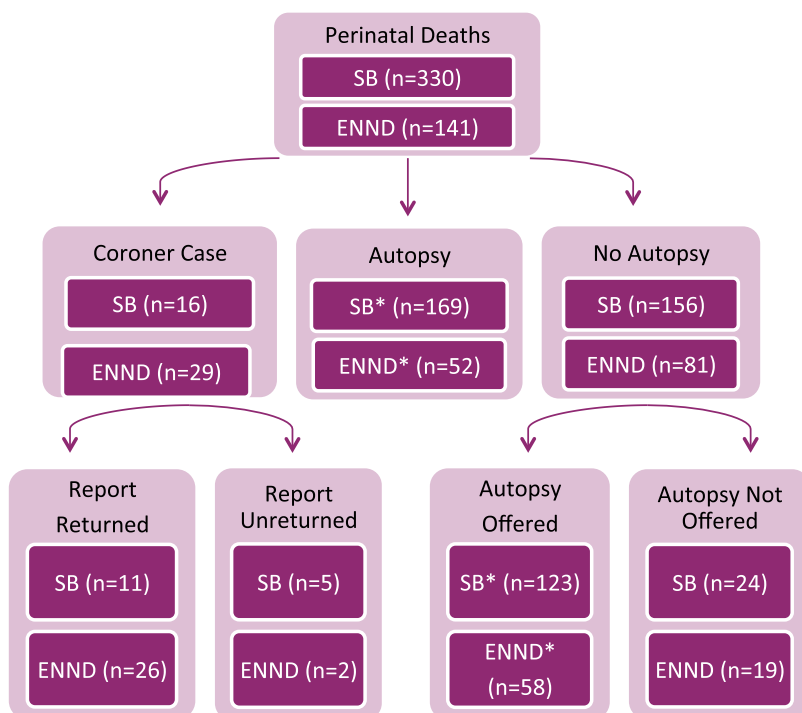 Perinatal Deaths
SB (n=330)
ENND (n=141)
Coroner Case
SB (n=16)
ENND (n=29)
Autopsy
SB* (n=169)
ENND* (n=52)
No Autopsy
SB (n=156)
ENND (n=81)
Report
Returned
SB (n=11)
ENND (n=26)
Report
Unreturned
SB (n=5)
ENND (n=2)
Autopsy
Offered
SB* (n=123)
ENND*
(n=58)
Autopsy Not
Offered
SB (n=24)
ENND (n=19)